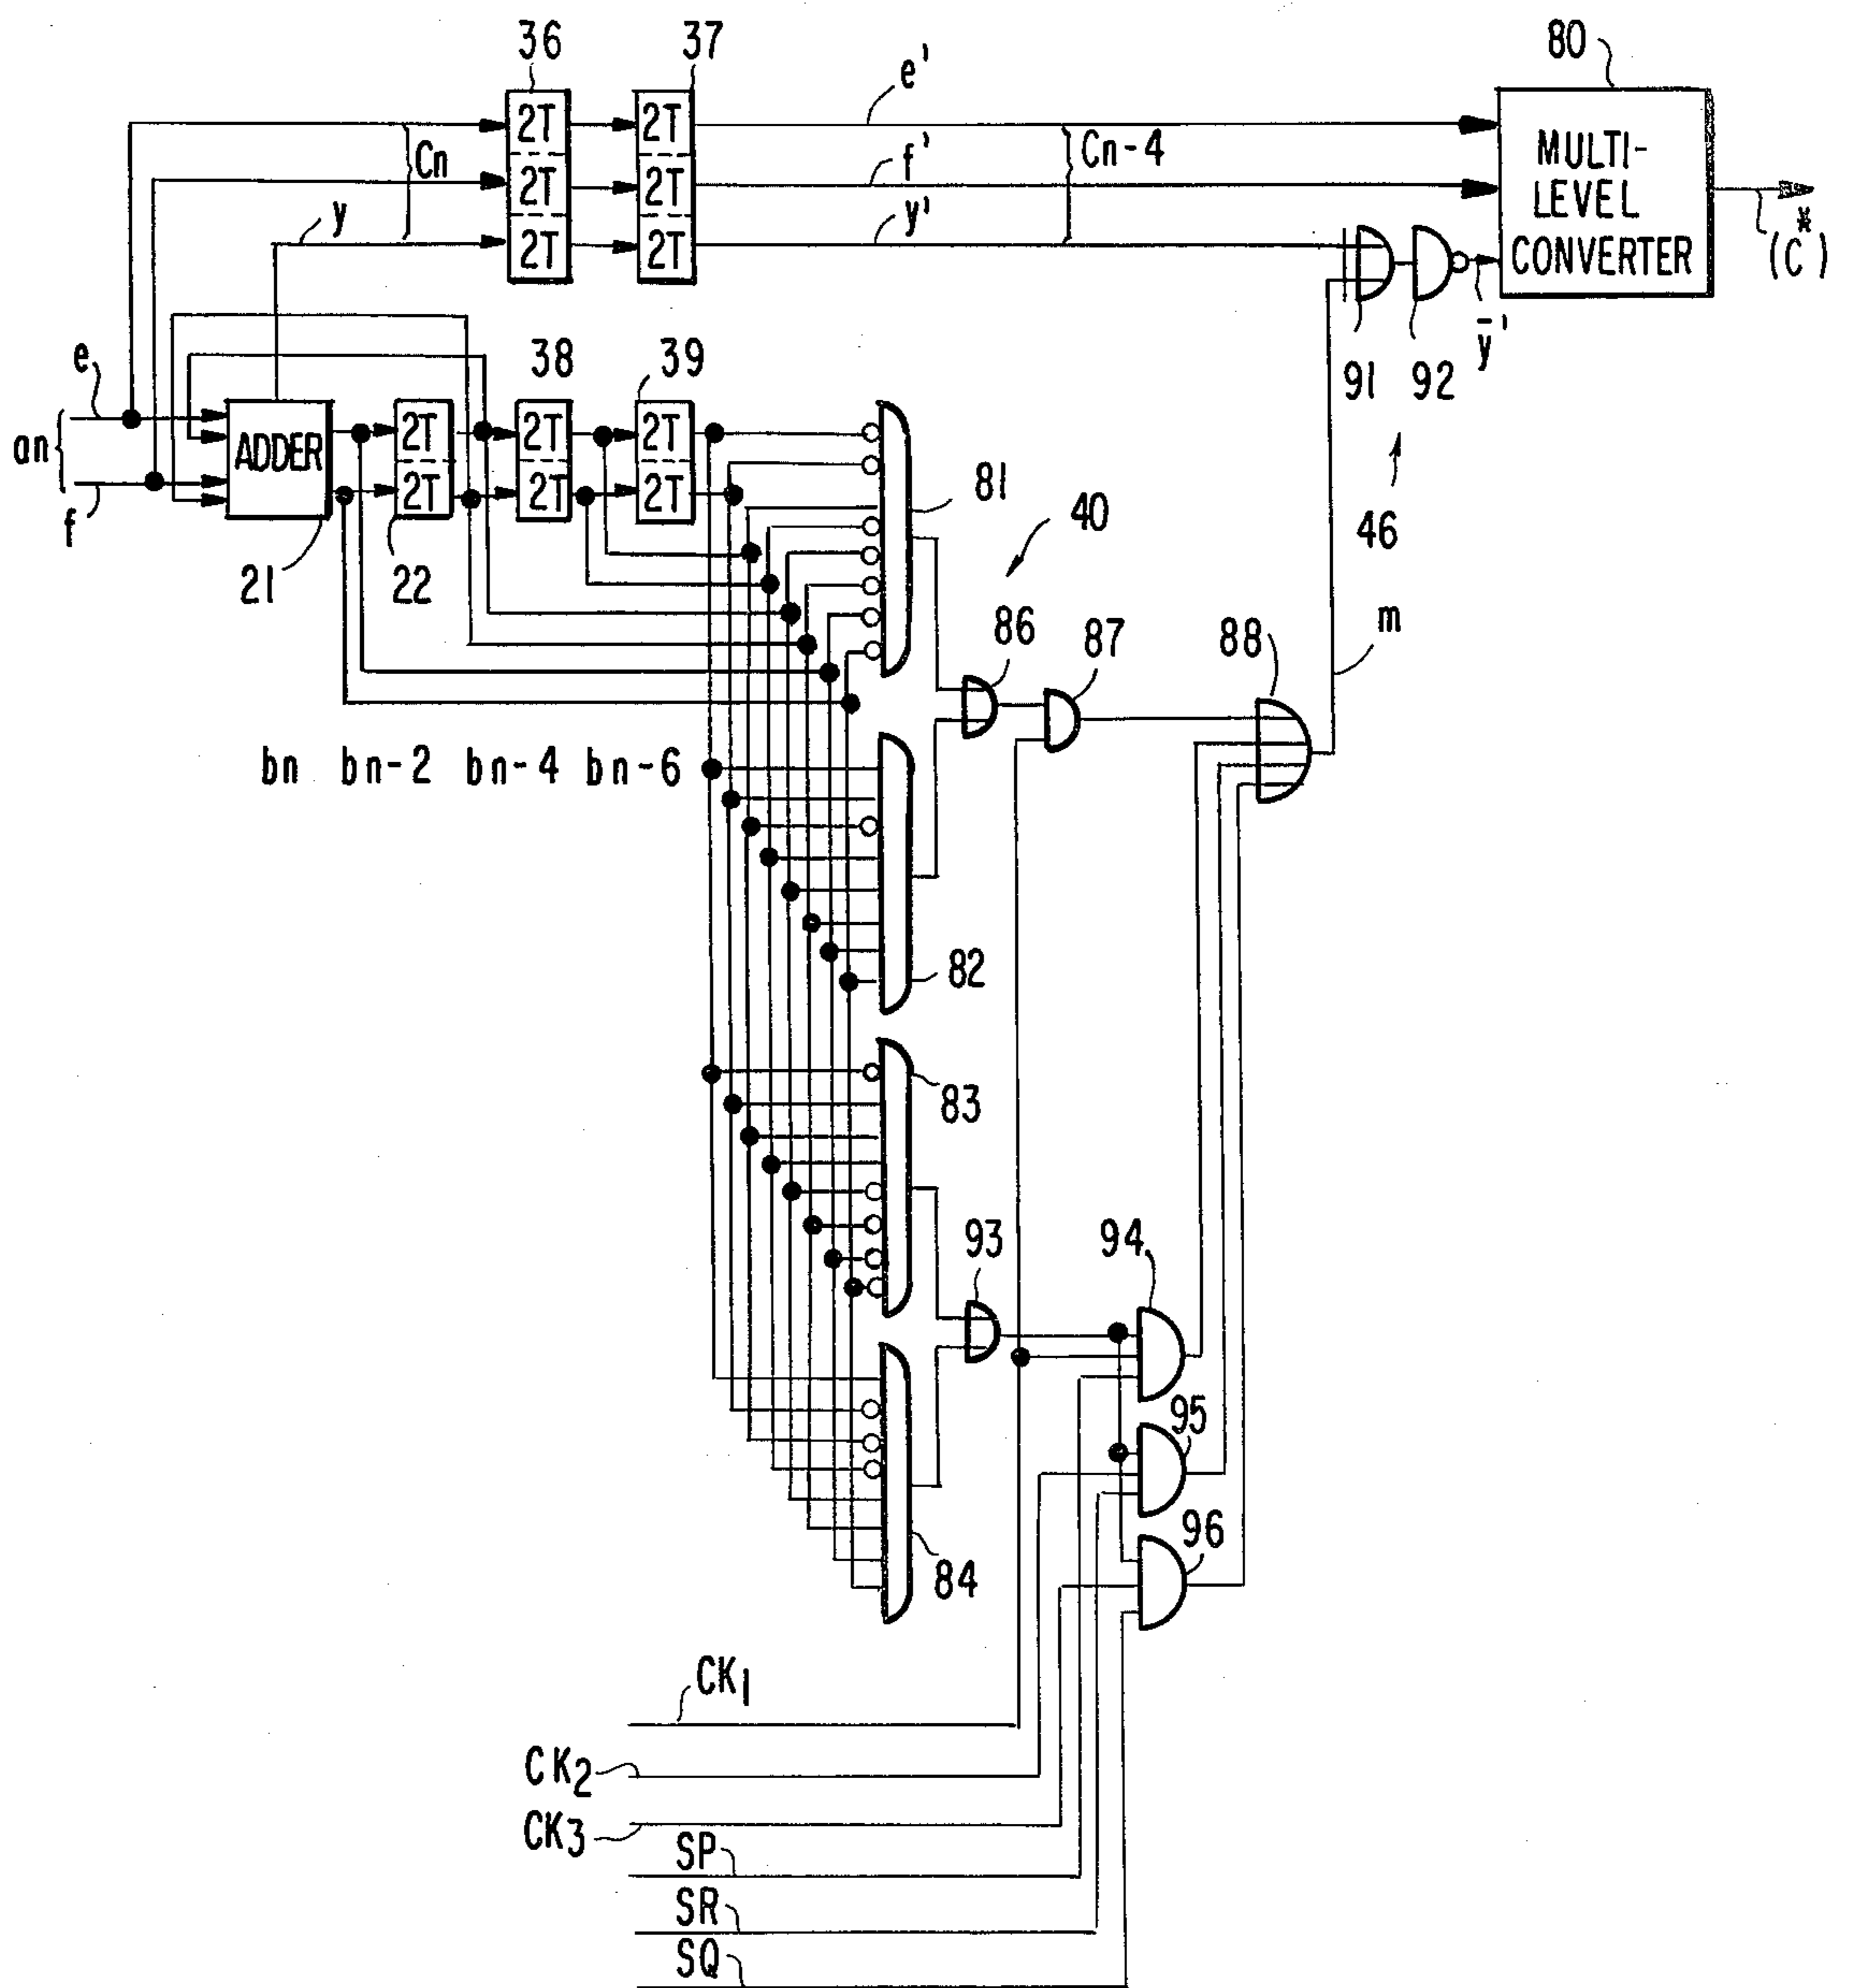 36
37
80
e'
2T
2T
Cn
Cn-4
MULTI-
LEVEL
CONVERTER
2T
2T
f'
y
y'
2T
2T
*
(C )
ȳ'
91
92
46
e
an
f
ADDER
21
22
38
39
2T
2T
2T
2T
2T
2T
81
40
86
87
88
m
bn bn-2 bn-4 bn-6
82
83
93
94
95
96
84
CK1
CK2
CK3
SP
SR
SQ